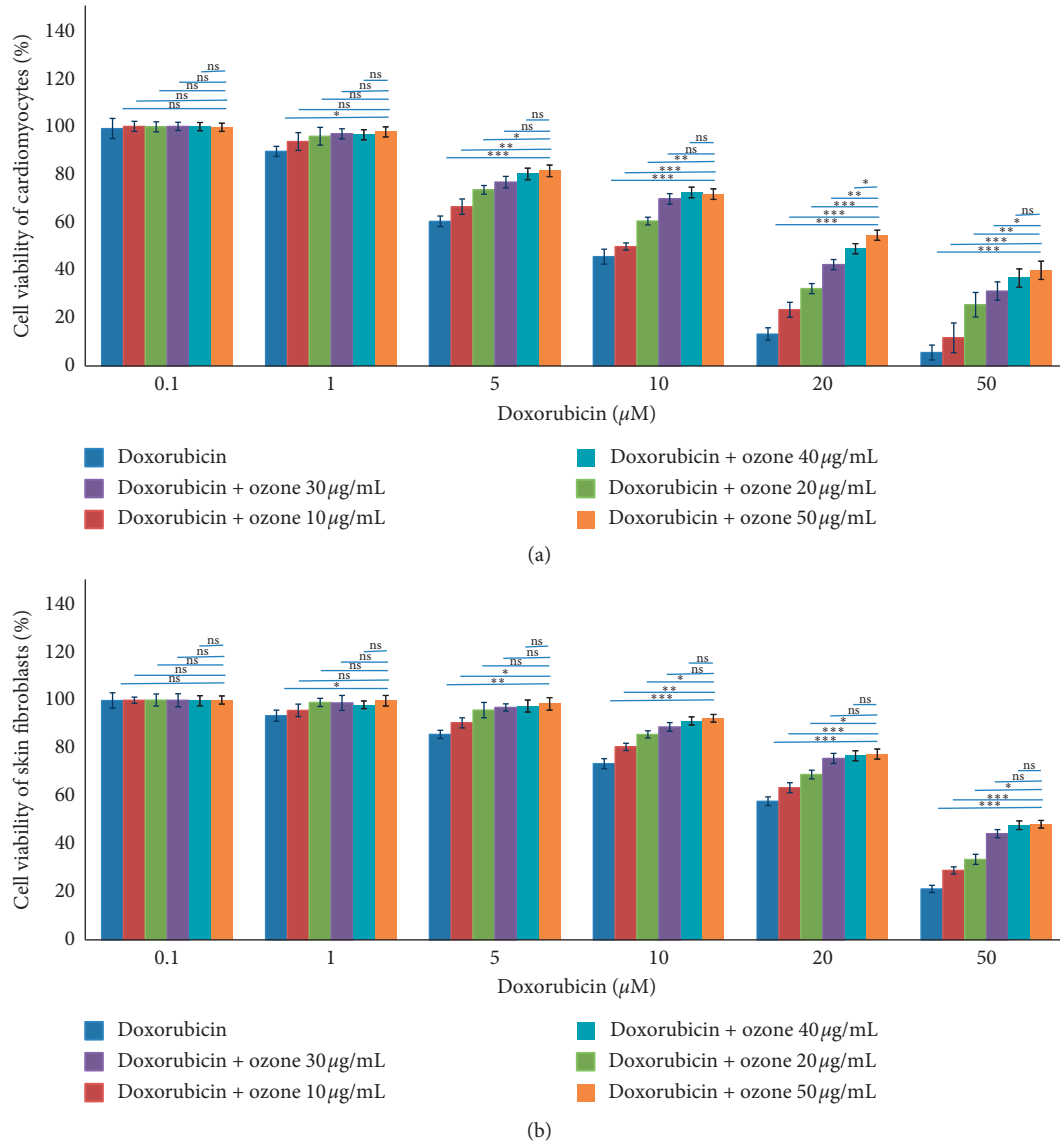 140
120
100
80
60
40
20
0
Cell viability of cardiomyocytes (%)
ns
ns
ns
ns
ns
ns
ns
ns
ns
*
ns
ns
*
**
***
ns
ns
**
***
***
*
**
***
***
***
ns
*
**
***
***
0.1 1 5 10 20 50
Doxorubicin (µM)
Doxorubicin
Doxorubicin + ozone 30 µg/mL
Doxorubicin + ozone 10 µg/mL
Doxorubicin + ozone 40 µg/mL
Doxorubicin + ozone 20 µg/mL
Doxorubicin + ozone 50 µg/mL
(a)
140
120
100
80
60
40
20
0
Cell viability of skin fibroblasts (%)
ns
ns
ns
ns
ns
ns
ns
ns
ns
*
ns
ns
ns
*
**
ns
ns
*
**
***
ns
ns
*
***
***
ns
ns
*
***
***
0.1 1 5 10 20 50
Doxorubicin (µM)
Doxorubicin
Doxorubicin + ozone 30 µg/mL
Doxorubicin + ozone 10 µg/mL
Doxorubicin + ozone 40 µg/mL
Doxorubicin + ozone 20 µg/mL
Doxorubicin + ozone 50 µg/mL
(b)